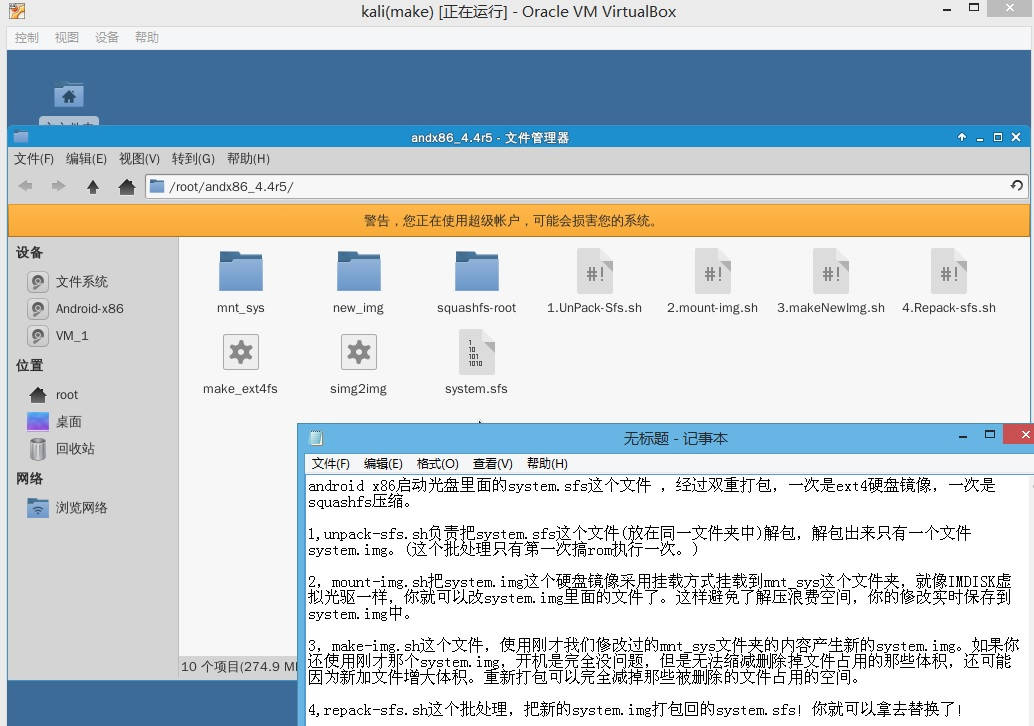 kali(make) [正在运行] - Oracle VM VirtualBox
控制 视图 设备 帮助
andx86_4.4r5 - 文件管理器
文件(F) 编辑(E) 视图(V) 转到(G) 帮助(H)
/root/andx86_4.4r5/
警告，您正在使用超级帐户，可能会损害您的系统。
设备
文件系统
Android-x86
VM_1
位置
root
桌面
回收站
网络
浏览网络
mnt_sys new_img squashfs-root 1.UnPack-Sfs.sh 2.mount-img.sh 3.makeNewImg.sh 4.Repack-sfs.sh
make_ext4fs simg2img system.sfs
10 个项目(274.9
无标题 - 记事本
文件(F) 编辑(E) 格式(O) 查看(V) 帮助(H)
android x86启动光盘里面的system.sfs这个文件 ，经过双重打包，一次是ext4硬盘镜像，一次是
squashfs压缩。
1,unpack-sfs.sh负责把system.sfs这个文件(放在同一文件夹中)解包，解包出来只有一个文件
system.img。(这个批处理只有第一次搞rom执行一次。)
2, mount-img.sh把system.img这个硬盘镜像采用挂载方式挂载到mnt_sys这个文件夹，就像IMDISK虚
拟光驱一样，你就可以改system.img里面的文件了。这样避免了解压浪费空间，你的修改实时保存到
system.img中。
3, make-img.sh这个文件，使用刚才我们修改过的mnt_sys文件夹的内容产生新的system.img。如果你
还使用刚才那个system.img，开机是完全没问题，但是无法缩减删除掉文件占用的那些体积，还可能
因为新加文件增大体积。重新打包可以完全减掉那些被删除的文件占用的空间。
4,repack-sfs.sh这个批处理，把新的system.img打包回的system.sfs! 你就可以拿去替换了!